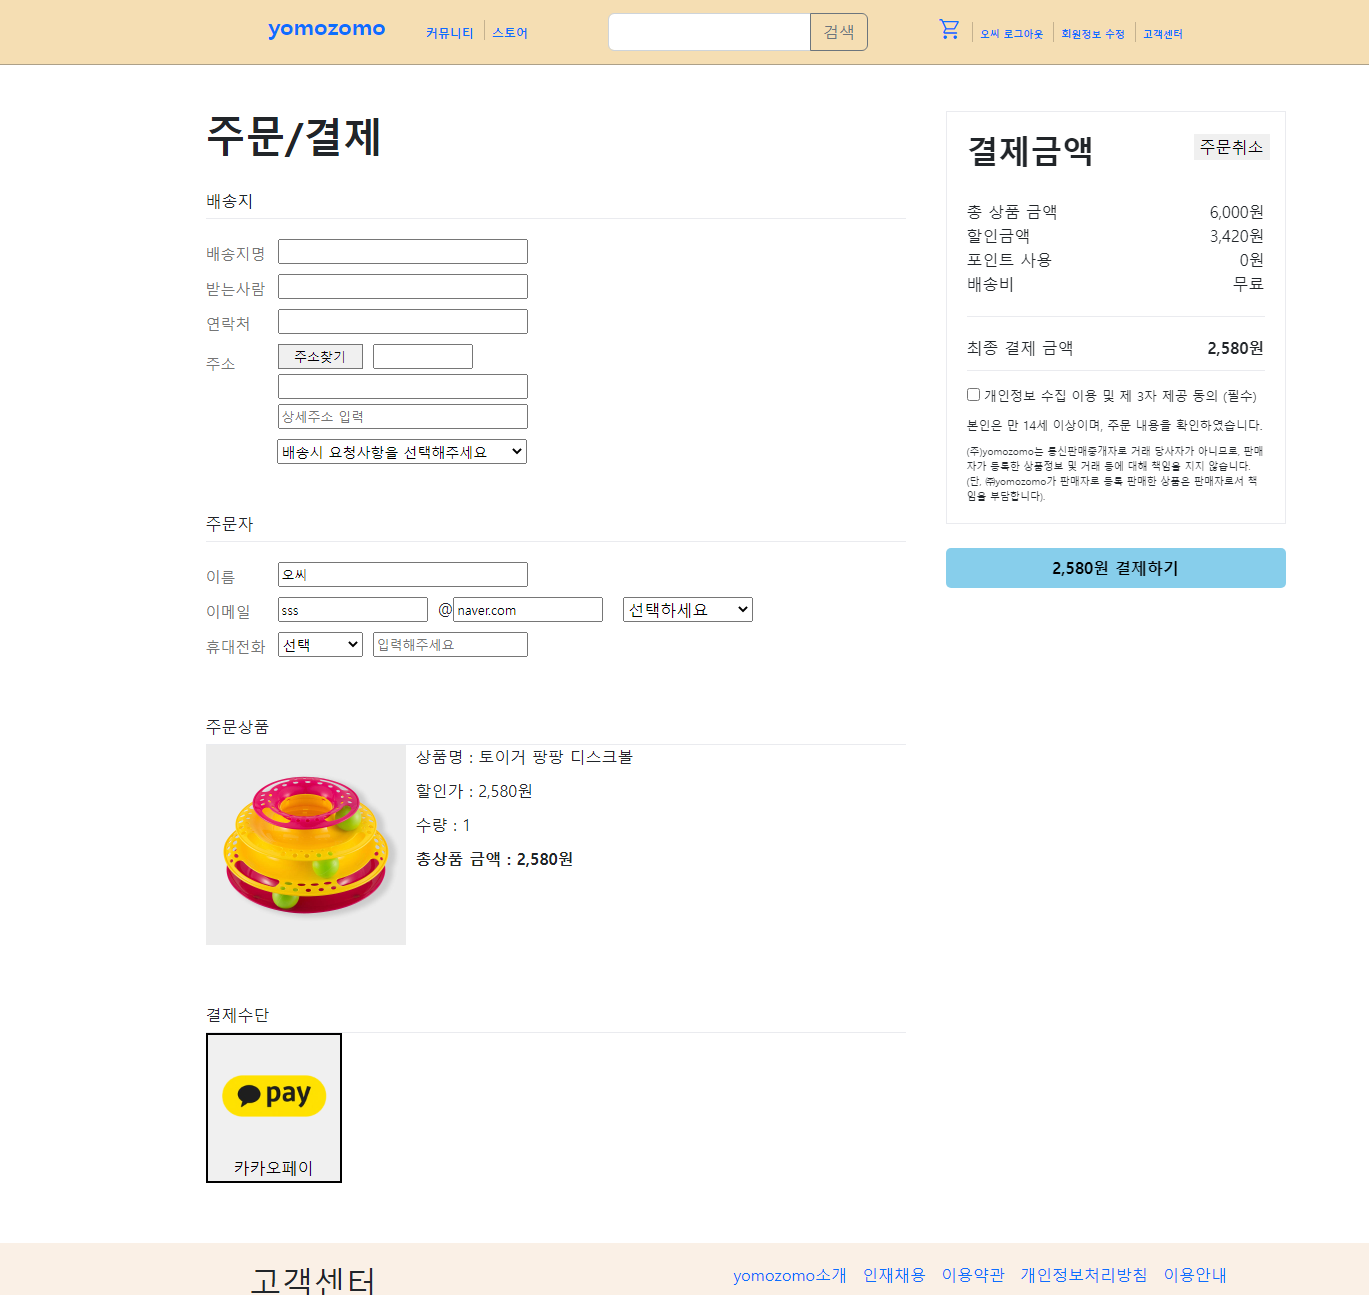 yomozomo 커뮤니티 스토어 검색 오씨 로그아웃 회원정보 수정 고객센터
주문/결제
배송지
배송지명
받는사람
연락처
주소 주소찾기
상세주소 입력
배송시 요청사항을 선택해주세요
주문자
이름 오씨
이메일 sss @ naver.com 선택하세요
휴대전화 선택 입력해주세요
주문상품
상품명 : 토이거 팡팡 디스크볼
할인가 : 2,580원
수량 : 1
총상품 금액 : 2,580원
결제수단
pay
카카오페이
결제금액 주문취소
총 상품 금액 6,000원
할인금액 3,420원
포인트 사용 0원
배송비 무료
최종 결제 금액 2,580원
개인정보 수집 이용 및 제 3자 제공 동의 (필수)
본인은 만 14세 이상이며, 주문 내용을 확인하였습니다.
(주)yomozomo는 통신판매중개자로 거래 당사자가 아니므로, 판매
자가 등록한 상품정보 및 거래 등에 대해 책임을 지지 않습니다.
(단, ㈜yomozomo가 판매자로 등록 판매한 상품은 판매자로서 책
임을 부담합니다).
2,580원 결제하기
고객센터
yomozomo소개 인재채용 이용약관 개인정보처리방침 이용안내